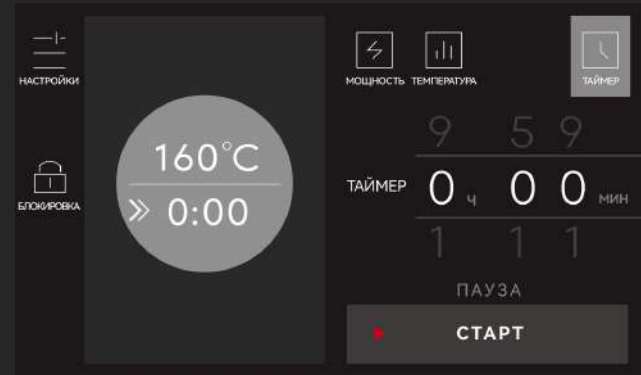 НАСТРОЙКИ
БЛОКИРОВКА
160°C
0:00
МОЩНОСТЬ ТЕМПЕРАТУРА
ТАЙМЕР
9 5 9
ТАЙМЕР 0 ч 0 0 мин
1 1 1
ПАУЗА
СТАРТ